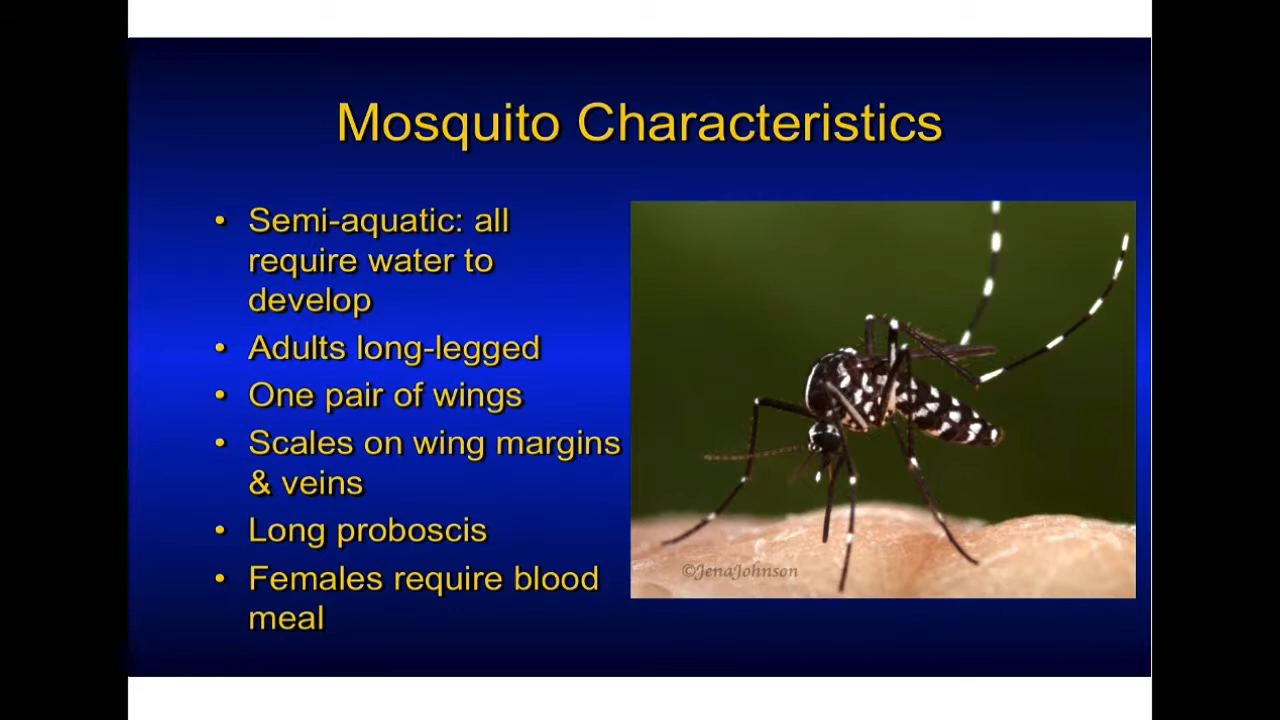 Mosquito Characteristics
• Semi-aquatic: all
require water to
develop
• Adults long-legged
• One pair of wings
• Scales on wing margins
& veins
• Long proboscis
• Females require blood
meal
©JenaJohnson